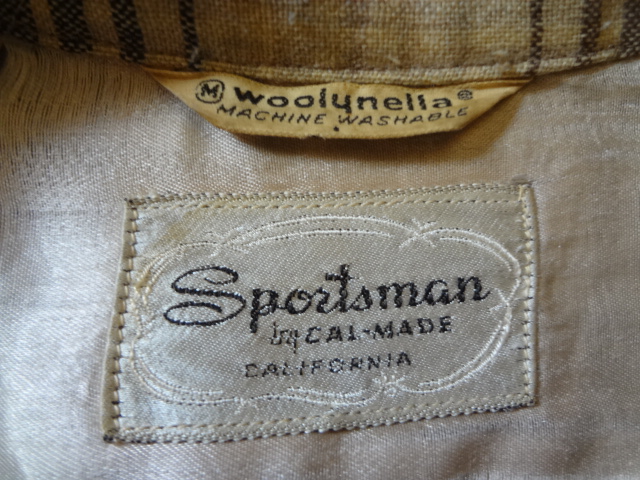 M Woolynella ®
MACHINE WASHABLE
Sportsman
by CAL-MADE
CALIFORNIA